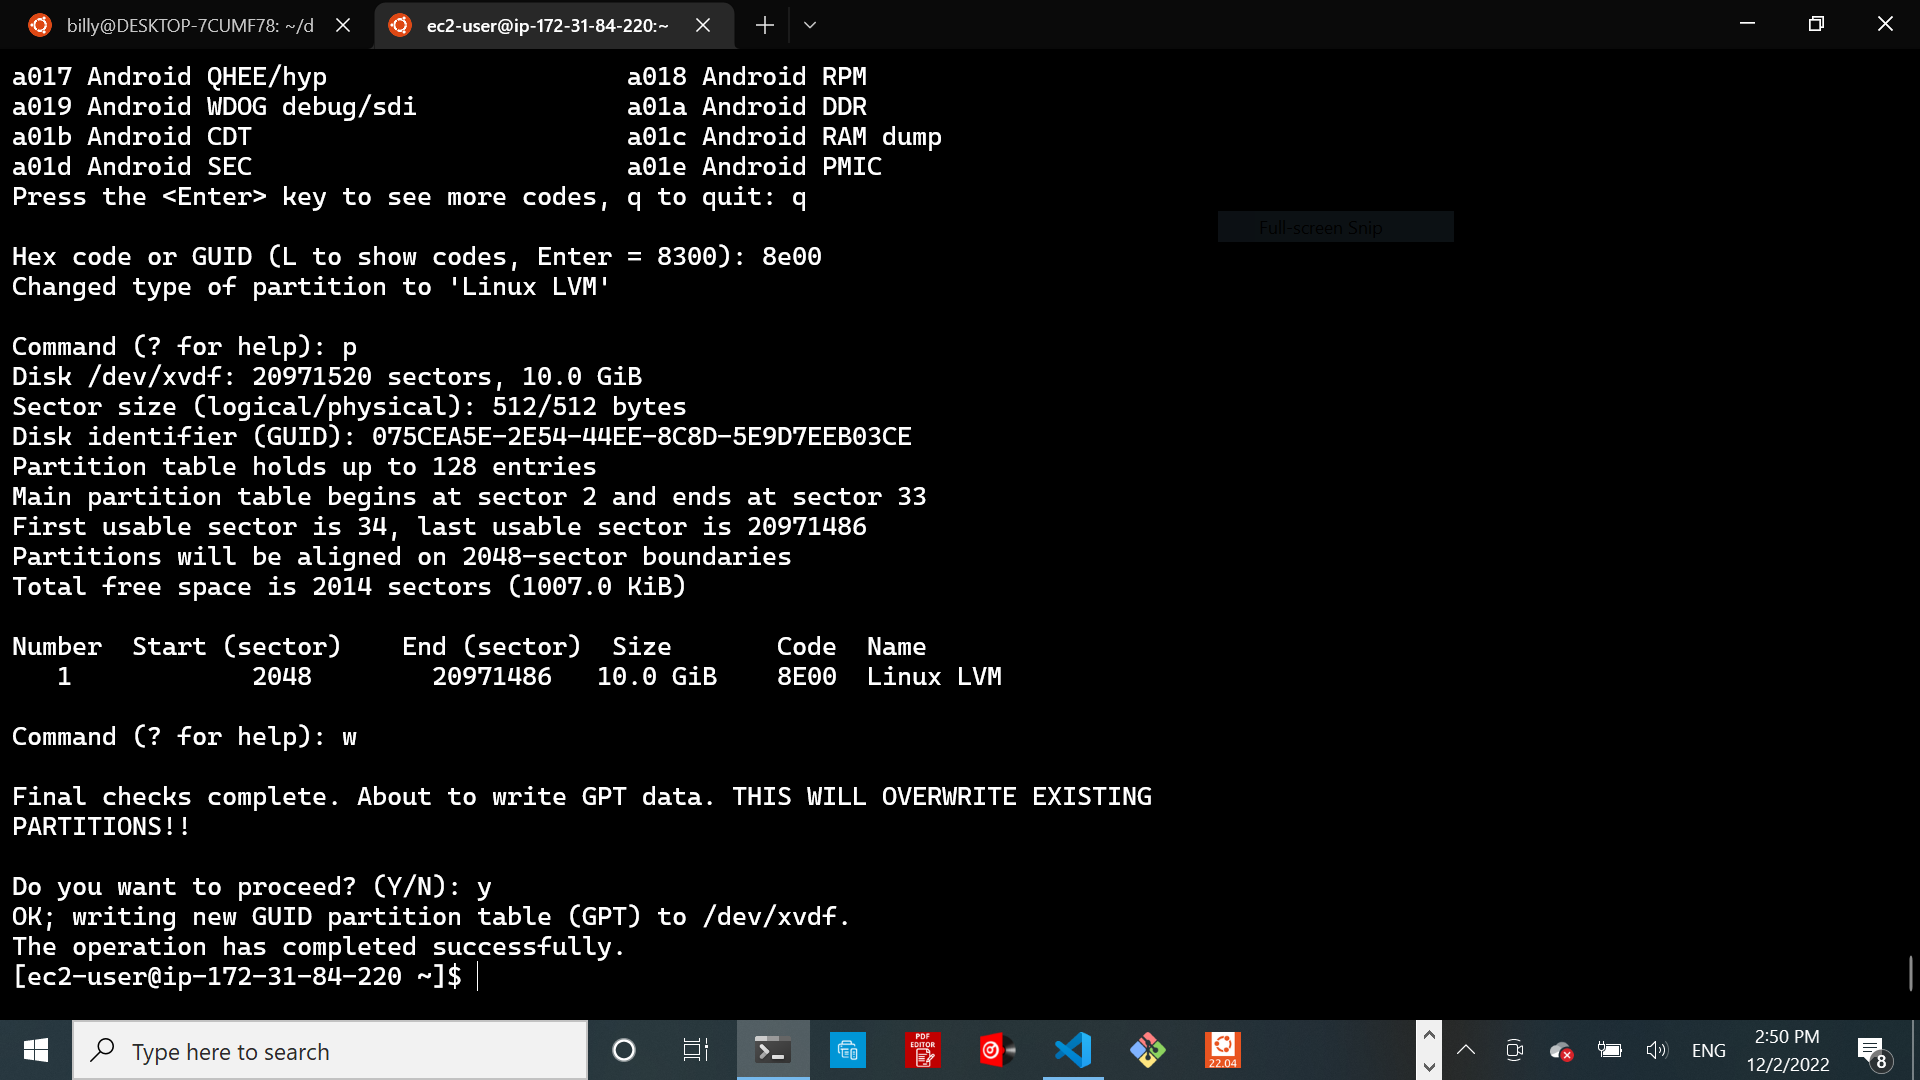 billy@DESKTOP-7CUMF78: ~/d
ec2-user@ip-172-31-84-220:~
a017 Android QHEE/hyp                    a018 Android RPM
a019 Android WDOG debug/sdi              a01a Android DDR
a01b Android CDT                         a01c Android RAM dump
a01d Android SEC                         a01e Android PMIC
Press the <Enter> key to see more codes, q to quit: q
Full-screen Snip
Hex code or GUID (L to show codes, Enter = 8300): 8e00
Changed type of partition to 'Linux LVM'
Command (? for help): p
Disk /dev/xvdf: 20971520 sectors, 10.0 GiB
Sector size (logical/physical): 512/512 bytes
Disk identifier (GUID): 075CEA5E-2E54-44EE-8C8D-5E9D7EEB03CE
Partition table holds up to 128 entries
Main partition table begins at sector 2 and ends at sector 33
First usable sector is 34, last usable sector is 20971486
Partitions will be aligned on 2048-sector boundaries
Total free space is 2014 sectors (1007.0 KiB)
Number  Start (sector)    End (sector)  Size       Code  Name
   1            2048        20971486   10.0 GiB    8E00  Linux LVM
Command (? for help): w
Final checks complete. About to write GPT data. THIS WILL OVERWRITE EXISTING
PARTITIONS!!
Do you want to proceed? (Y/N): y
OK; writing new GUID partition table (GPT) to /dev/xvdf.
The operation has completed successfully.
[ec2-user@ip-172-31-84-220 ~]$
Type here to search
PDF
EDITOR
22.04
ENG
2:50 PM
12/2/2022
8